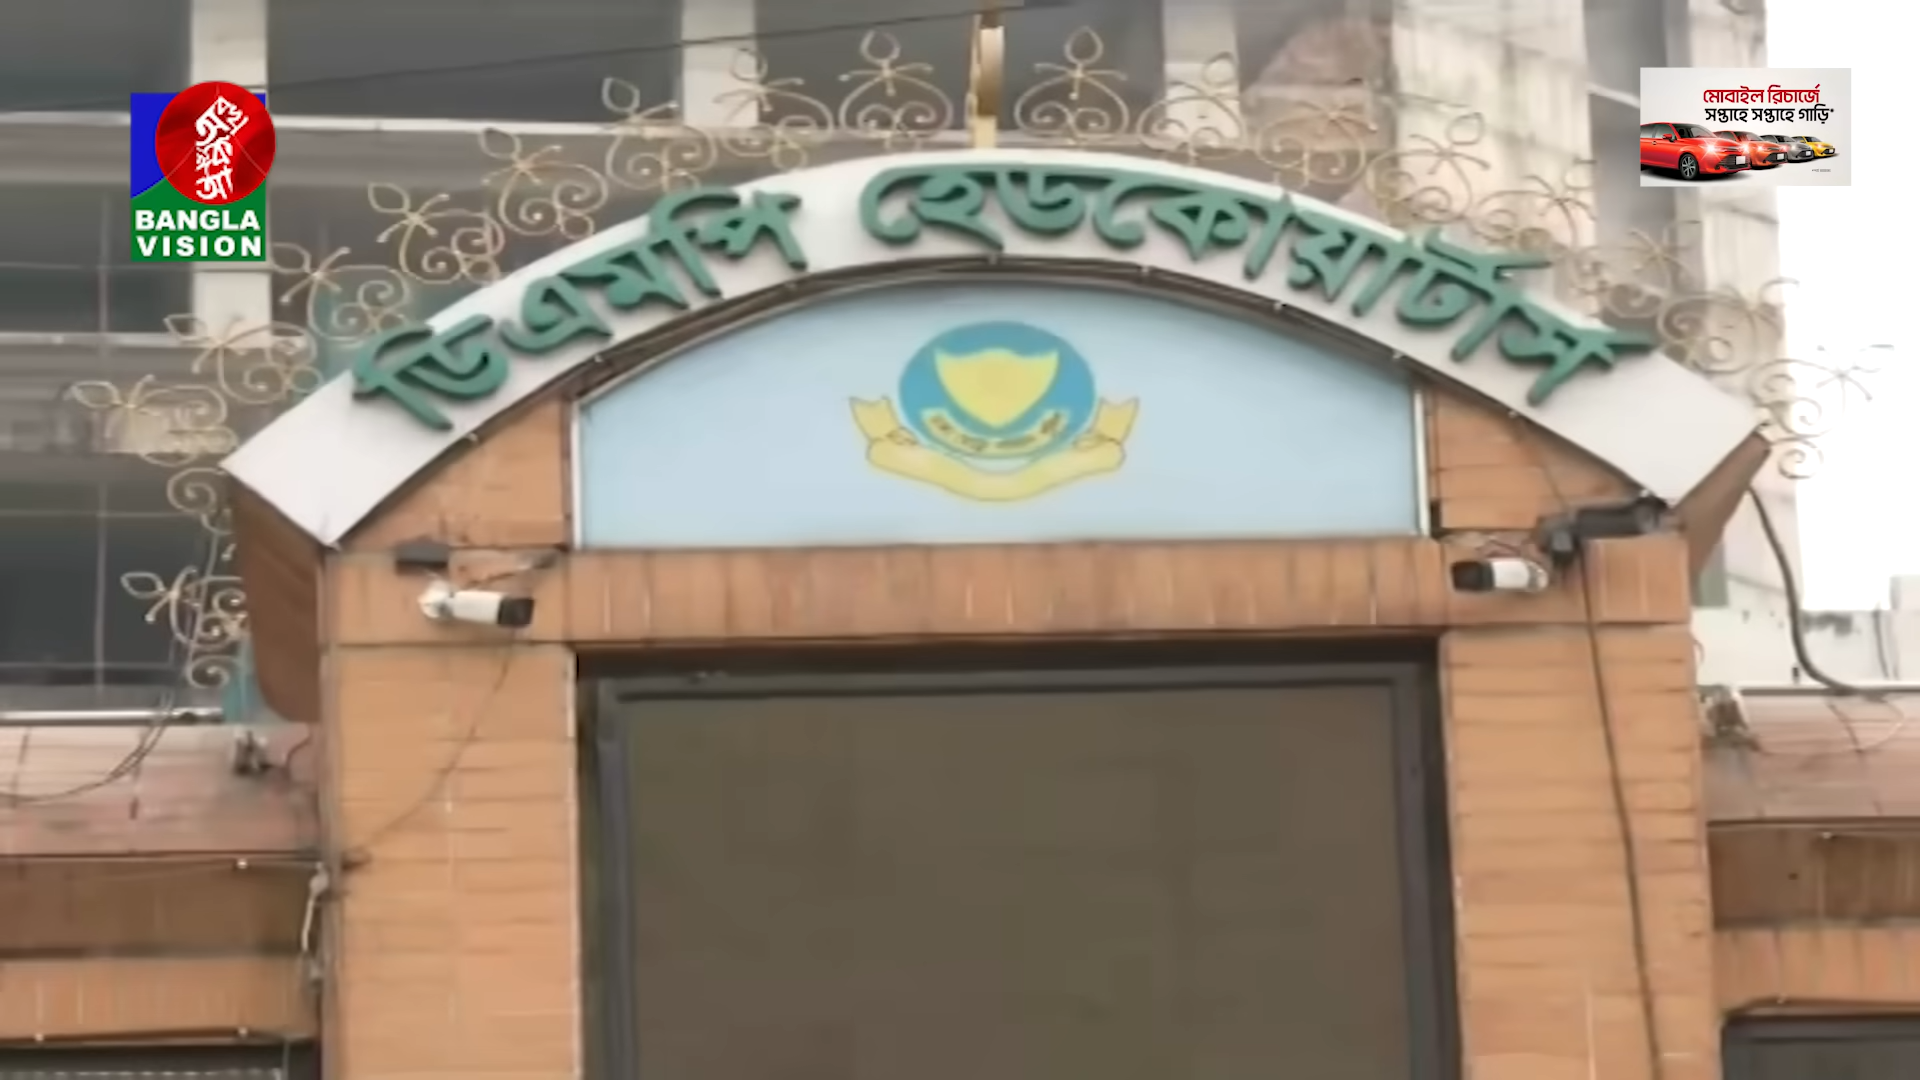 BANGLA
VISION
মোবাইল রিচার্জে
সপ্তাহে সপ্তাহে গাড়ি*
ডিএমপি হেডকোয়ার্টার্স